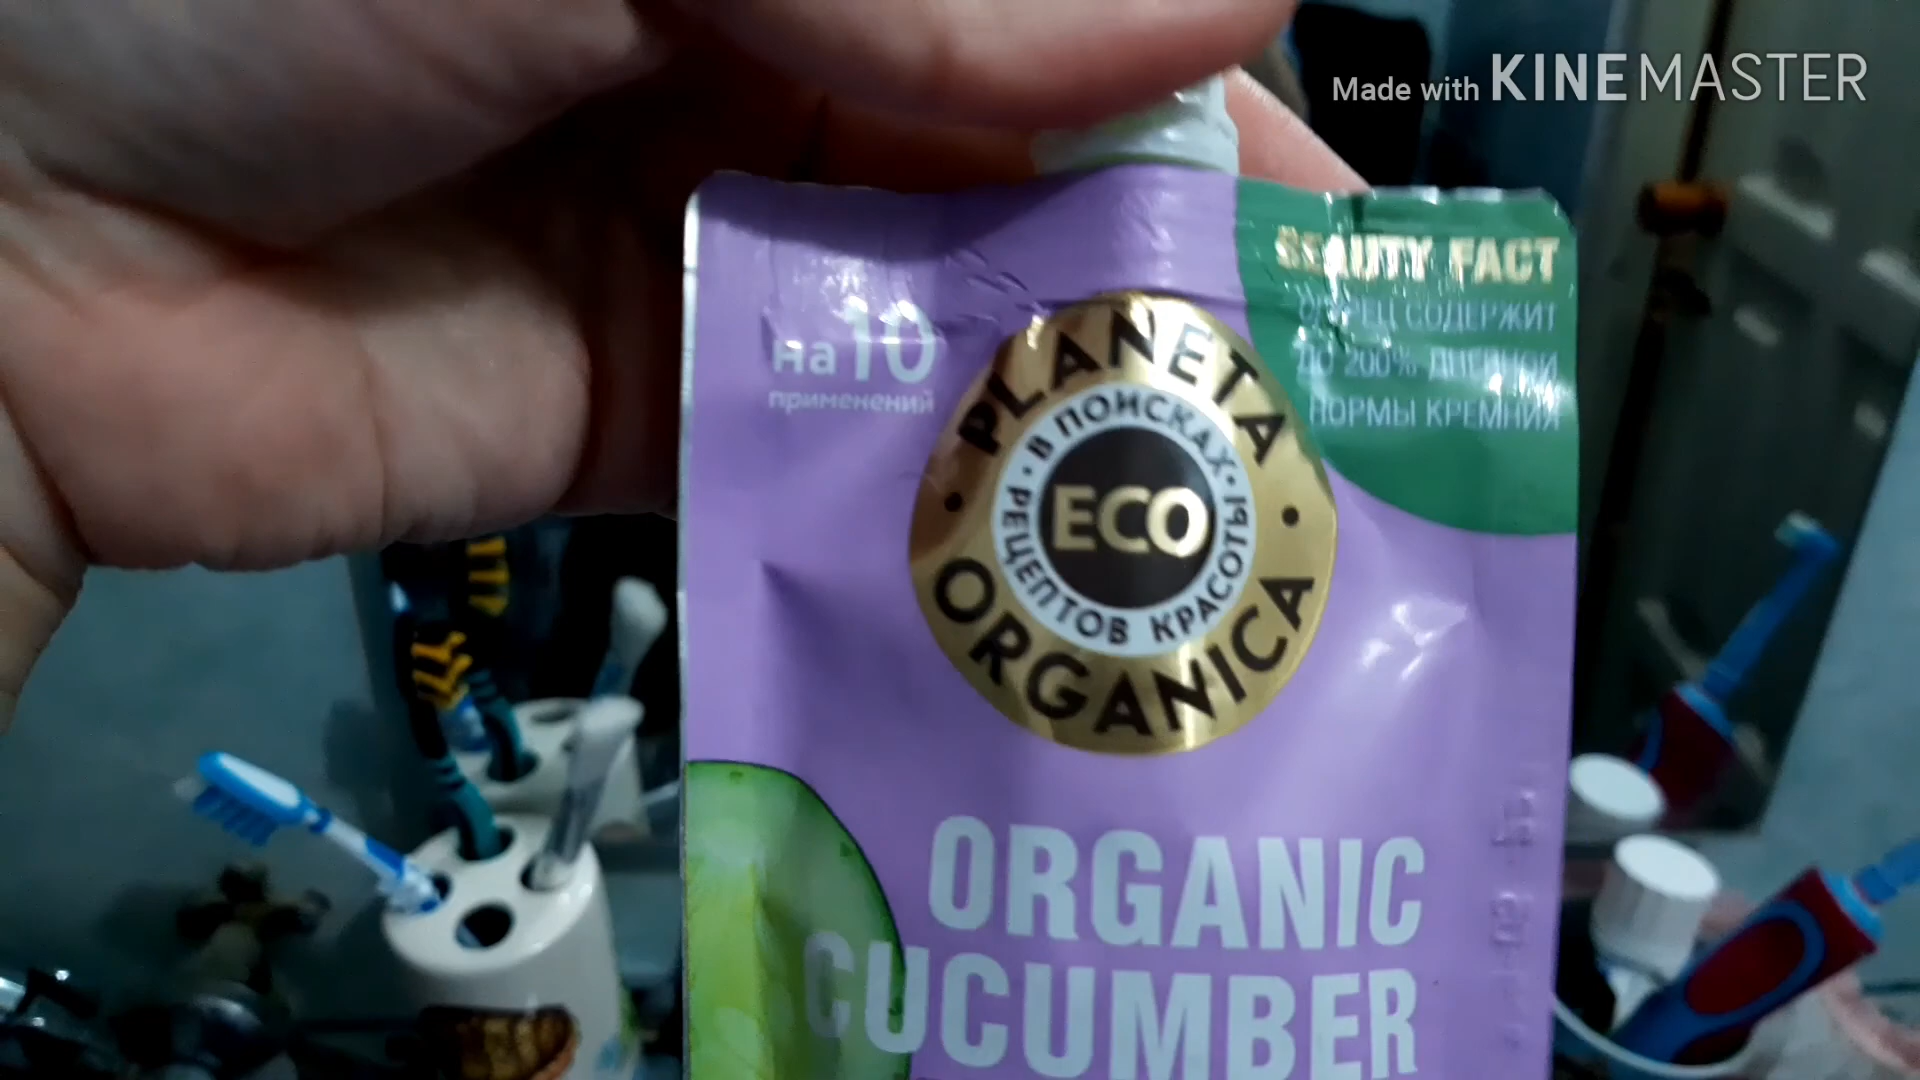 Made with KINEMASTER
BEAUTY FACT
ОГУРЕЦ СОДЕРЖИТ
ДО 200% ДНЕВНОЙ
НОРМЫ КРЕМНИЯ
на 10
применений
PLANETA
ORGANICA
В ПОИСКАХ
РЕЦЕПТОВ КРАСОТЫ
ECO
ORGANIC
CUCUMBER